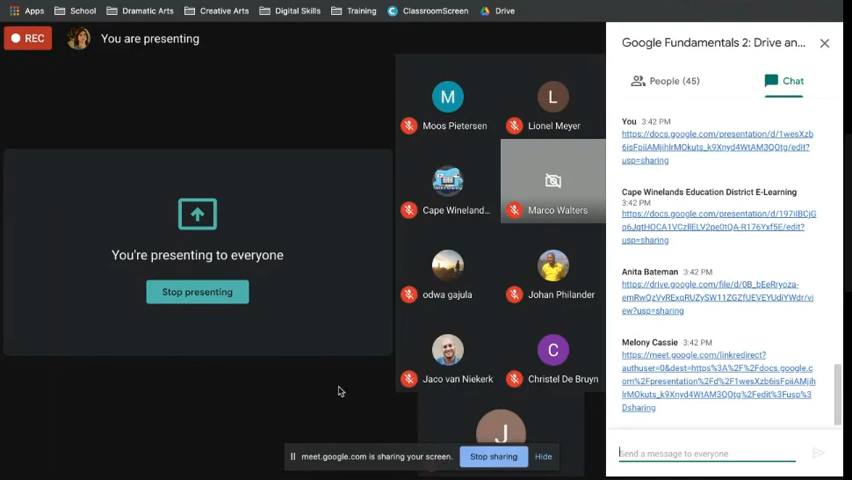 Apps School Dramatic Arts Creative Arts Digital Skills Training ClassroomScreen Drive
REC
You are presenting
You're presenting to everyone
Stop presenting
M
Moos Pietersen
L
Lionel Meyer
Cape Wineland...
Marco Walters
odwa gajula
Johan Philander
Jaco van Niekerk
C
Christel De Bruyn
J
meet.google.com is sharing your screen.
Stop sharing
Hide
Google Fundamentals 2: Drive an...
People (45)
Chat
You 3:42 PM
https://docs.google.com/presentation/d/1wesXzb
6isFpiiAMjihlrMOkuts_k9Xnyd4WtAM3QOtg/edit?
usp=sharing
Cape Winelands Education District E-Learning
3:42 PM
https://docs.google.com/presentation/d/197iIBCjG
usp=sharing
Anita Bateman 3:42 PM
https://drive.google.com/file/d/0B_bEeRryoza-
ew?usp=sharing
Melony Cassie 3:42 PM
https://meet.google.com/linkredirect?
authuser=0&dest=https%3A%2F%2Fdocs.google.c
om%2Fpresentation%2Fd%2F1wesXzb6isFpiiAMjih
lrMOkuts_k9Xnyd4WtAM3QOtg%2Fedit%3Fusp%3
Dsharing
Send a message to everyone